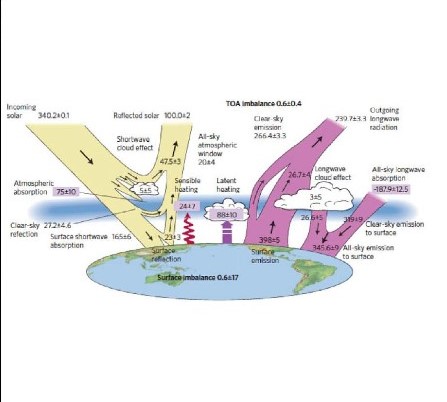 TOA imbalance 0.6±0.4
Incoming
solar 340.2±0.1
Reflected solar 100.0±2
Clear-sky
emission
266.4±3.3
239.7±3.3
Outgoing
longwave
radiation
Shortwave
cloud effect
47.5±3
All-sky
atmospheric
window
20±4
Atmospheric
absorption 75±10
5±5
Sensible
heating
24±7
Latent
heating
88±10
26.7±4
Longwave
cloud effect
3±5
All-sky longwave
absorption
-187.9±12.5
Clear-sky 27.2±4.6
reflection
Surface shortwave 165±6
absorption
23±3
Surface
reflection
398±5
Surface
emission
26.6±5
319±9
Clear-sky emission
to surface
345.6±9
All-sky emission
to surface
Surface imbalance 0.6±17